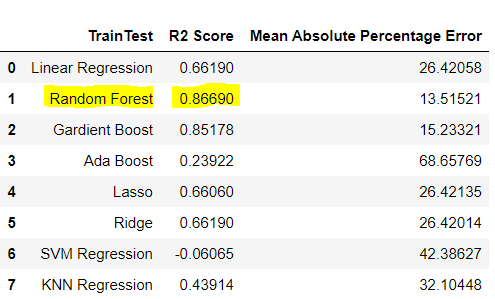 TrainTest R2 Score Mean Absolute Percentage Error
0 Linear Regression 0.66190 26.42058
1 Random Forest 0.86690 13.51521
2 Gardient Boost 0.85178 15.23321
3 Ada Boost 0.23922 68.65769
4 Lasso 0.66060 26.42135
5 Ridge 0.66190 26.42014
6 SVM Regression -0.06065 42.38627
7 KNN Regression 0.43914 32.10448